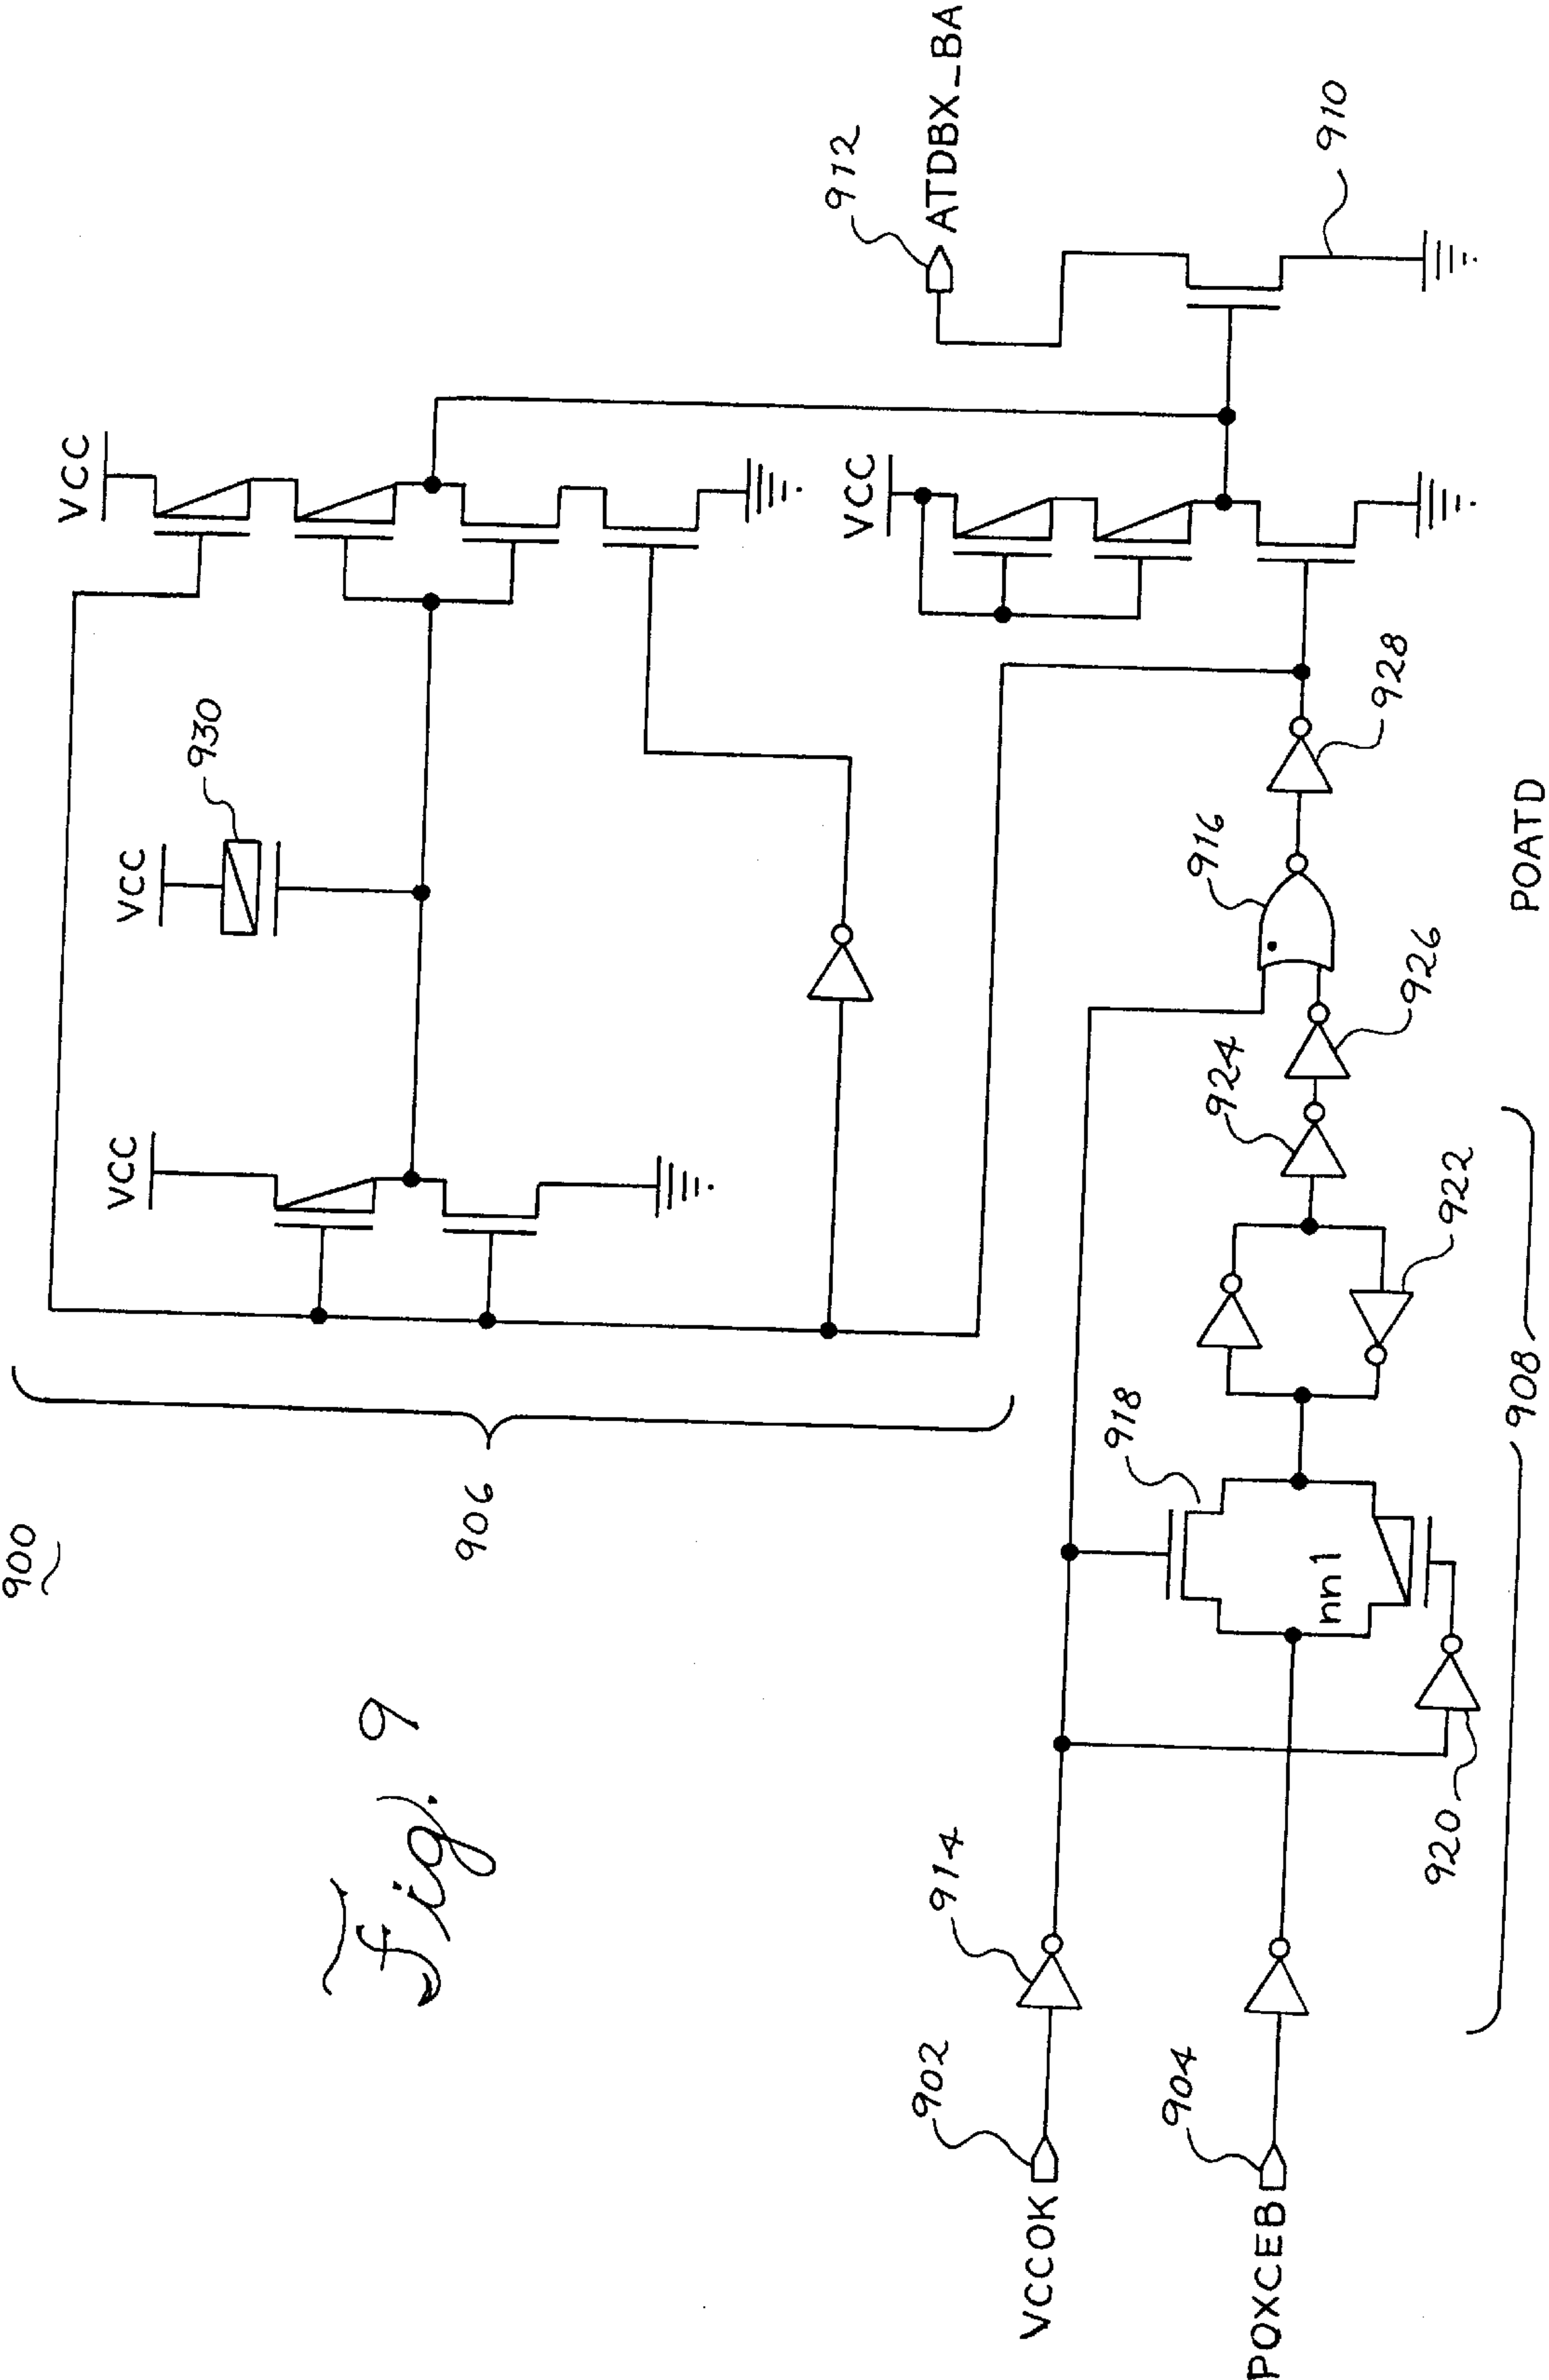 900
906
VCC
VCC
930
VCC
VCC
912
ATDBX_BA
910
Fig. 9
902
VCCOK
914
904
POXCEB
918
nn1
920
922
924
926
916
928
908
POATD